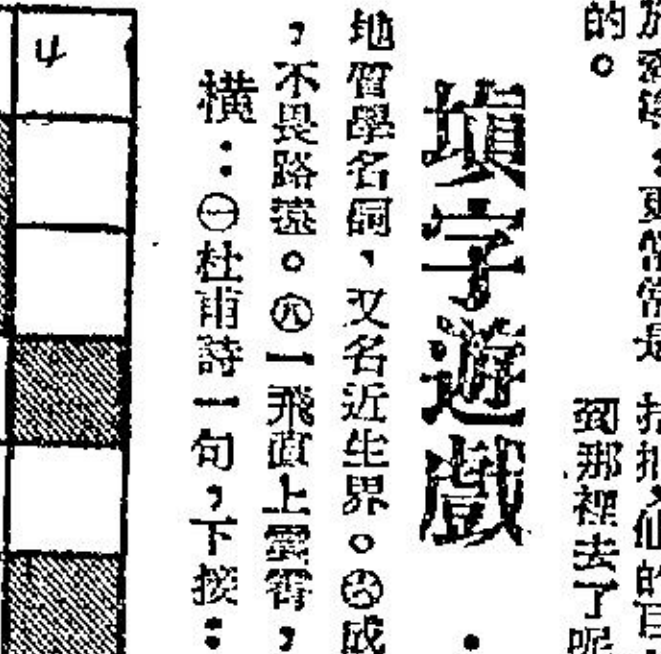 的。
到那裡去了呢
填字遊戲
地質學名詞,又名近生界。㊅成
,不畏路遠。㊇一飛直上雲霄,
橫:㊀杜甫詩一句,下接:
4